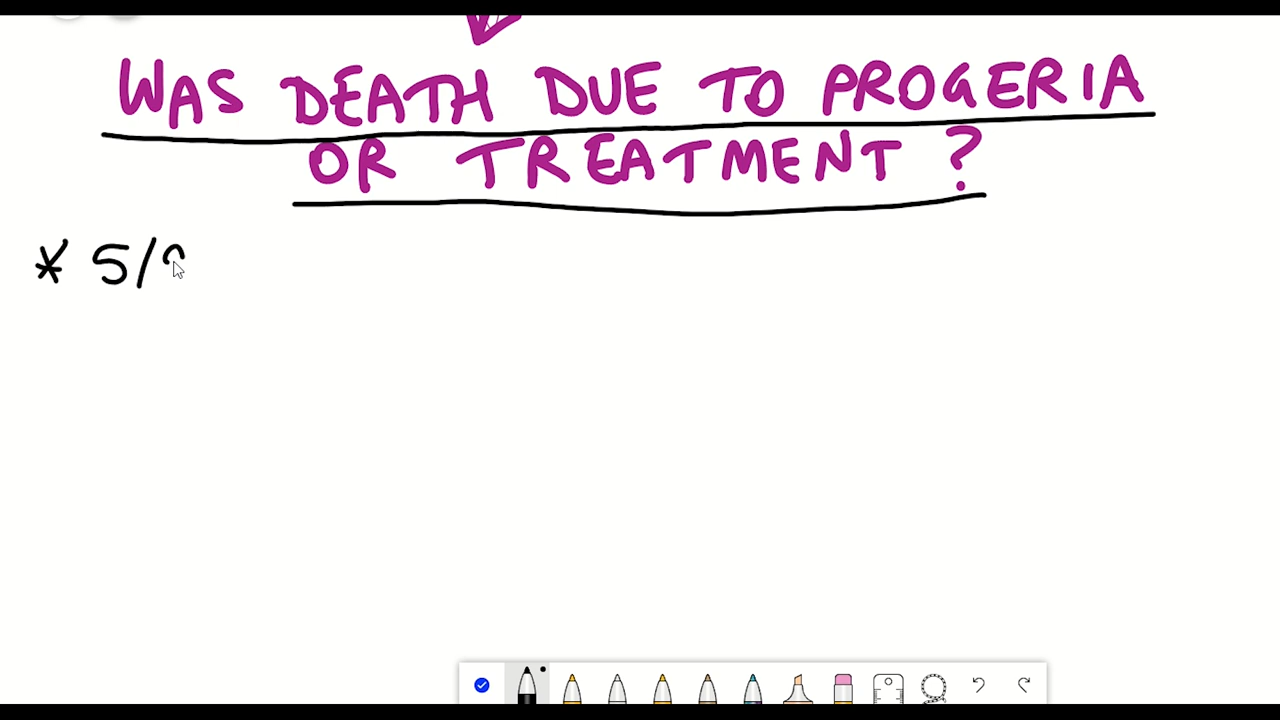 WAS DEATH DUE TO PROGERIA
OR TREATMENT ?
* 5/